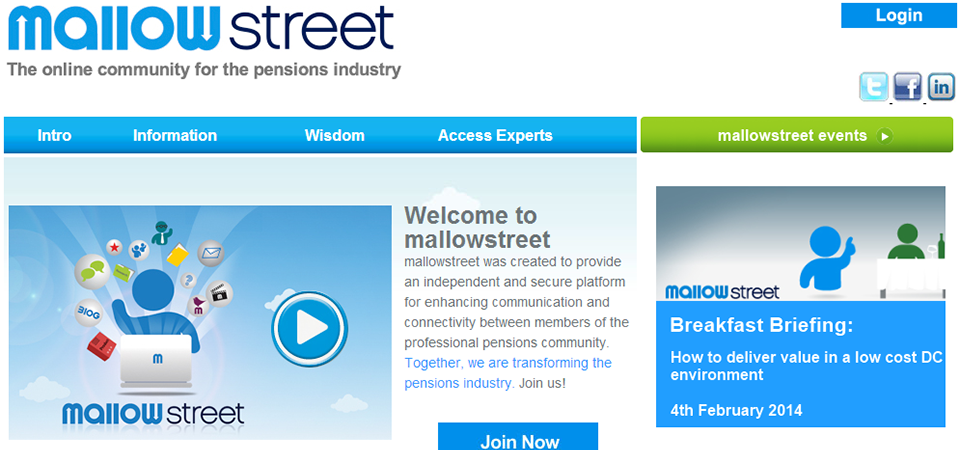 mallowstreet
The online community for the pensions industry
Login
Intro Information Wisdom Access Experts
mallowstreet events
Welcome to
mallowstreet
mallowstreet was created to provide
an independent and secure platform
for enhancing communication and
connectivity between members of the
professional pensions community.
Together, we are transforming the
pensions industry. Join us!
Join Now
BLOG
m
m
mallowstreet
mallowstreet
Breakfast Briefing:
How to deliver value in a low cost DC
environment
4th February 2014